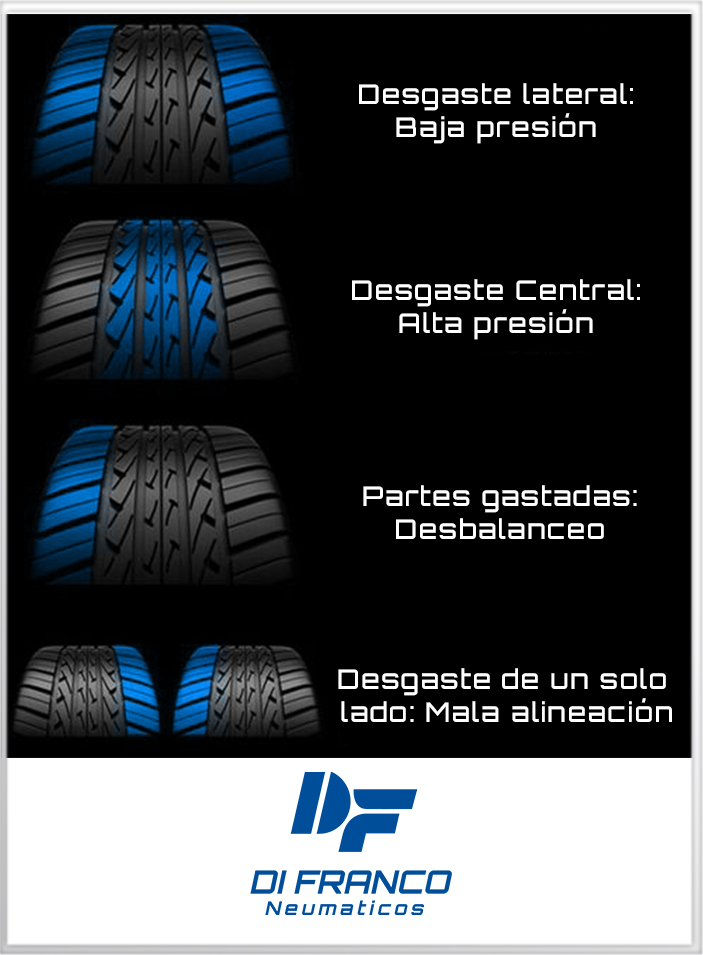 Desgaste lateral:
Baja presión
Desgaste Central:
Alta presión
Partes gastadas:
Desbalanceo
Desgaste de un solo
lado: Mala alineación
DF
DI FRANCO
Neumaticos